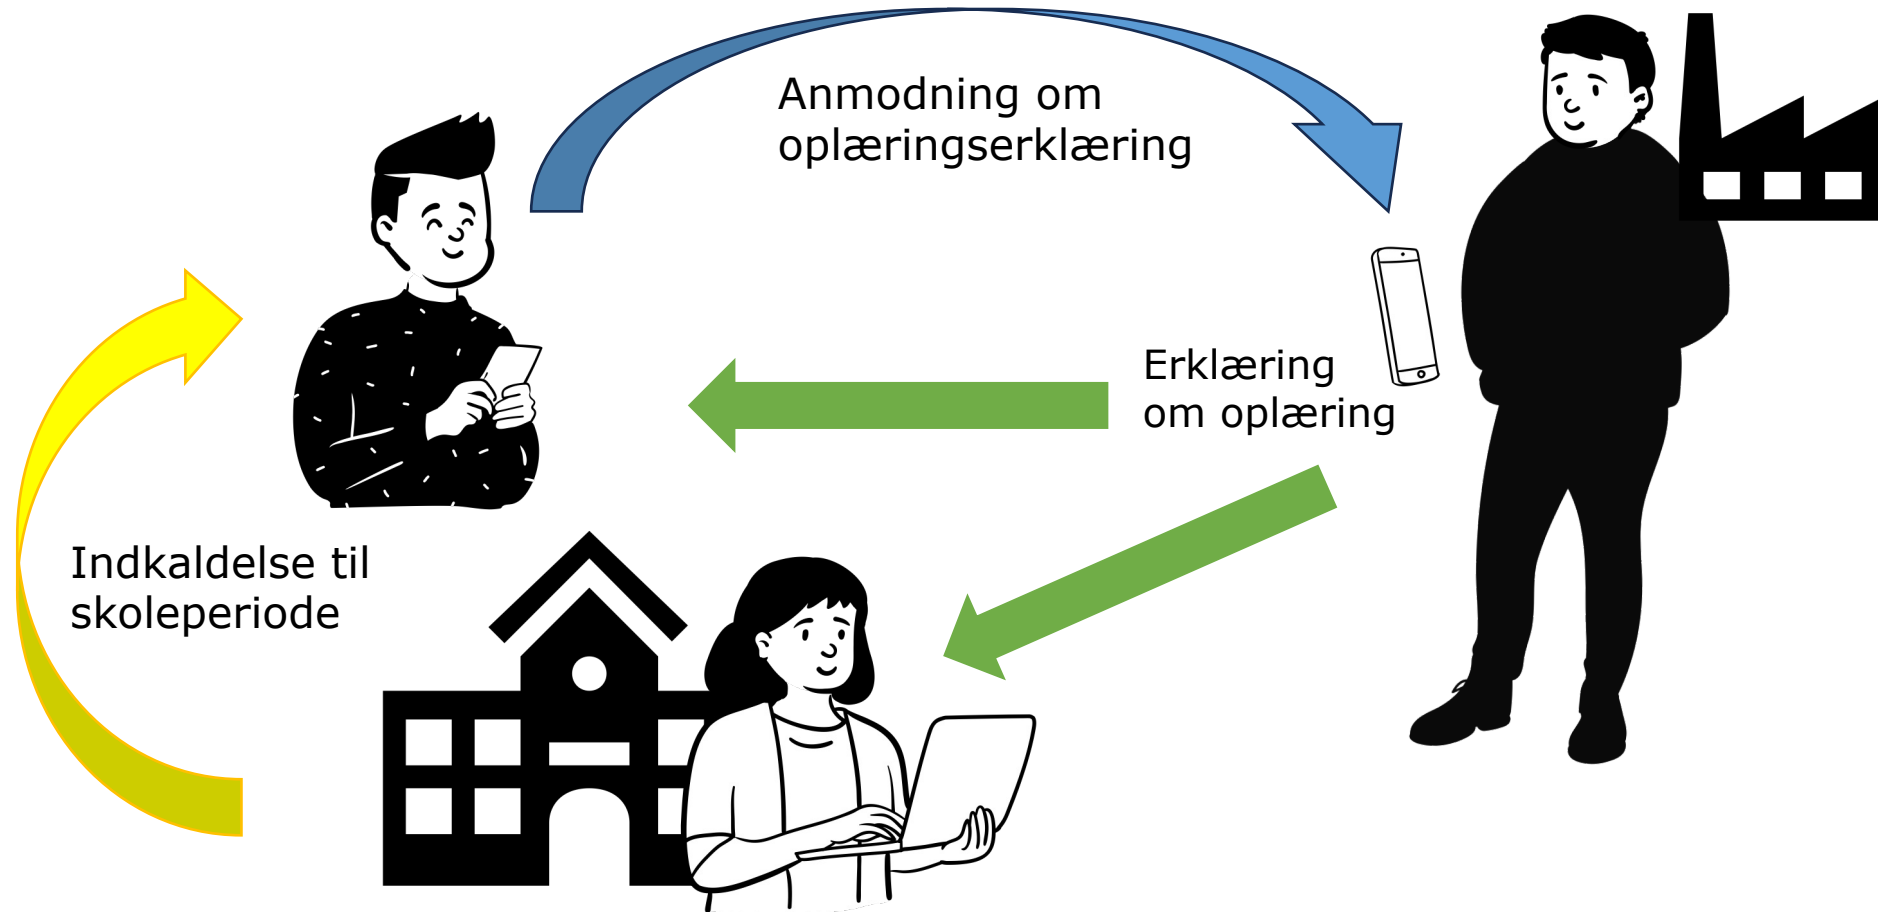 Anmodning om
oplæringserklæring
Erklæring
om oplæring
Indkaldelse til
skoleperiode